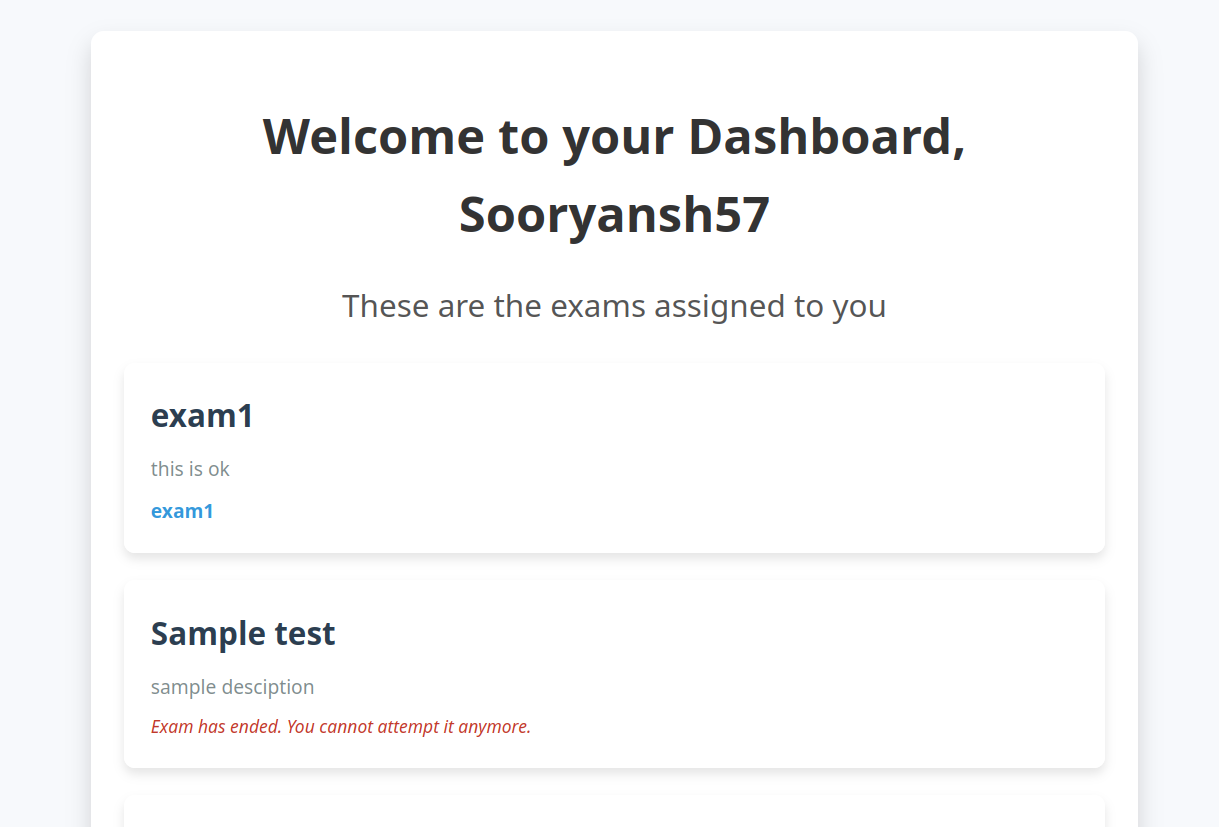 Welcome to your Dashboard,
Sooryansh57
These are the exams assigned to you
exam1
this is ok
exam1
Sample test
sample desciption
Exam has ended. You cannot attempt it anymore.